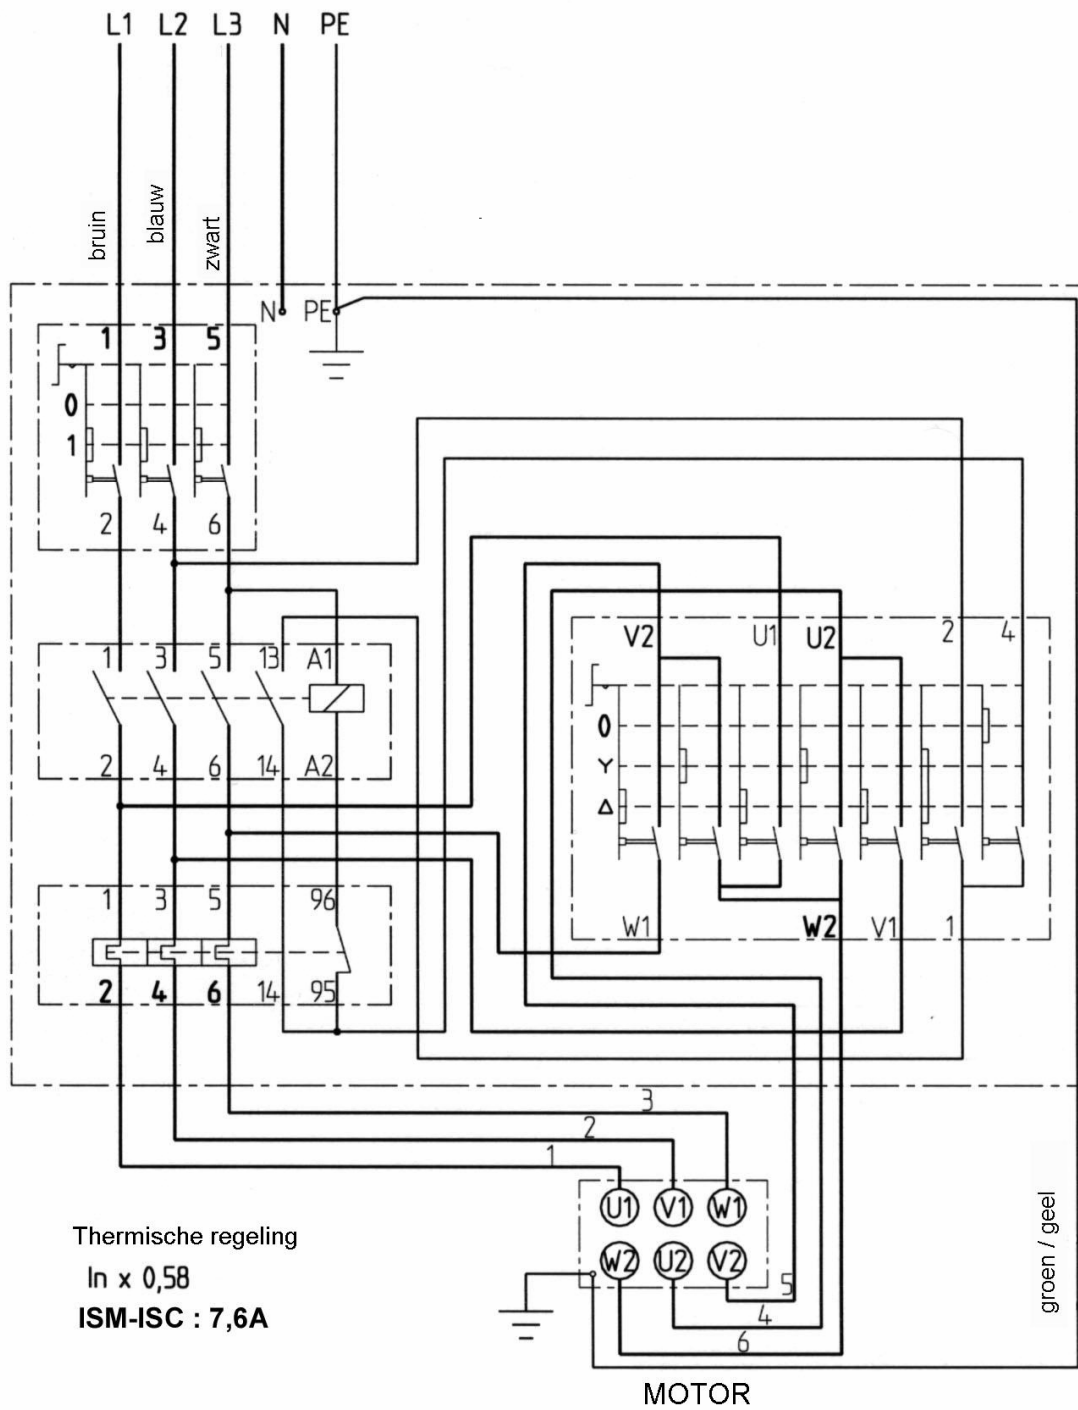 L1 L2 L3 N PE
bruin
blauw
zwart
N PE
1 3 5
0
1
2 4 6
2 4
V2 U1 U2
1 3 5 13 A1
0
Y
Δ
2 4 6 14 A2
1 3 5 96
W1 W2 V1 1
2 4 6 14 95
3
2
1
U1 V1 W1
W2 U2 V2
5
4
6
groen / geel
Thermische regeling
In x 0,58
ISM-ISC : 7,6A
MOTOR